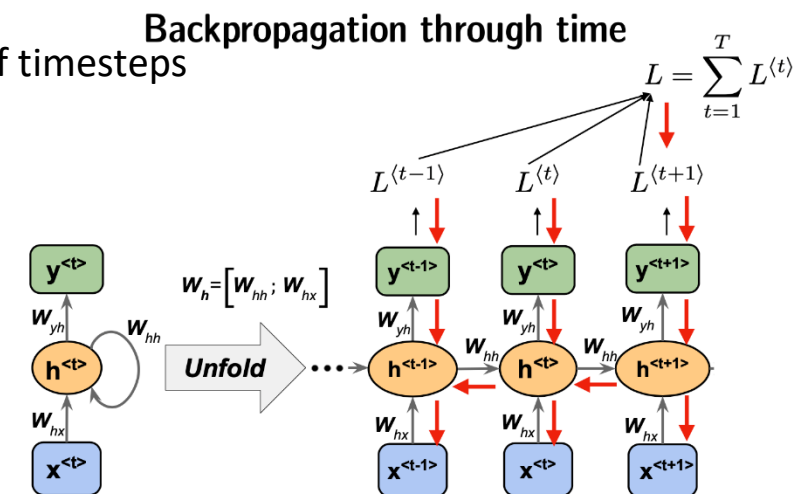 Backpropagation through time
f timesteps
L = \sum_{t=1}^{T} L^{⟨t⟩}
L^{⟨t−1⟩} L^{⟨t⟩} L^{⟨t+1⟩}
y<t> W_h=[W_hh; W_hx] y<t-1> y<t> y<t+1>
W_yh W_hh W_yh W_yh W_yh
h<t> Unfold ••• h<t-1> W_hh h<t> W_hh h<t+1>
W_hx W_hx W_hx W_hx
x<t> x<t-1> x<t> x<t+1>